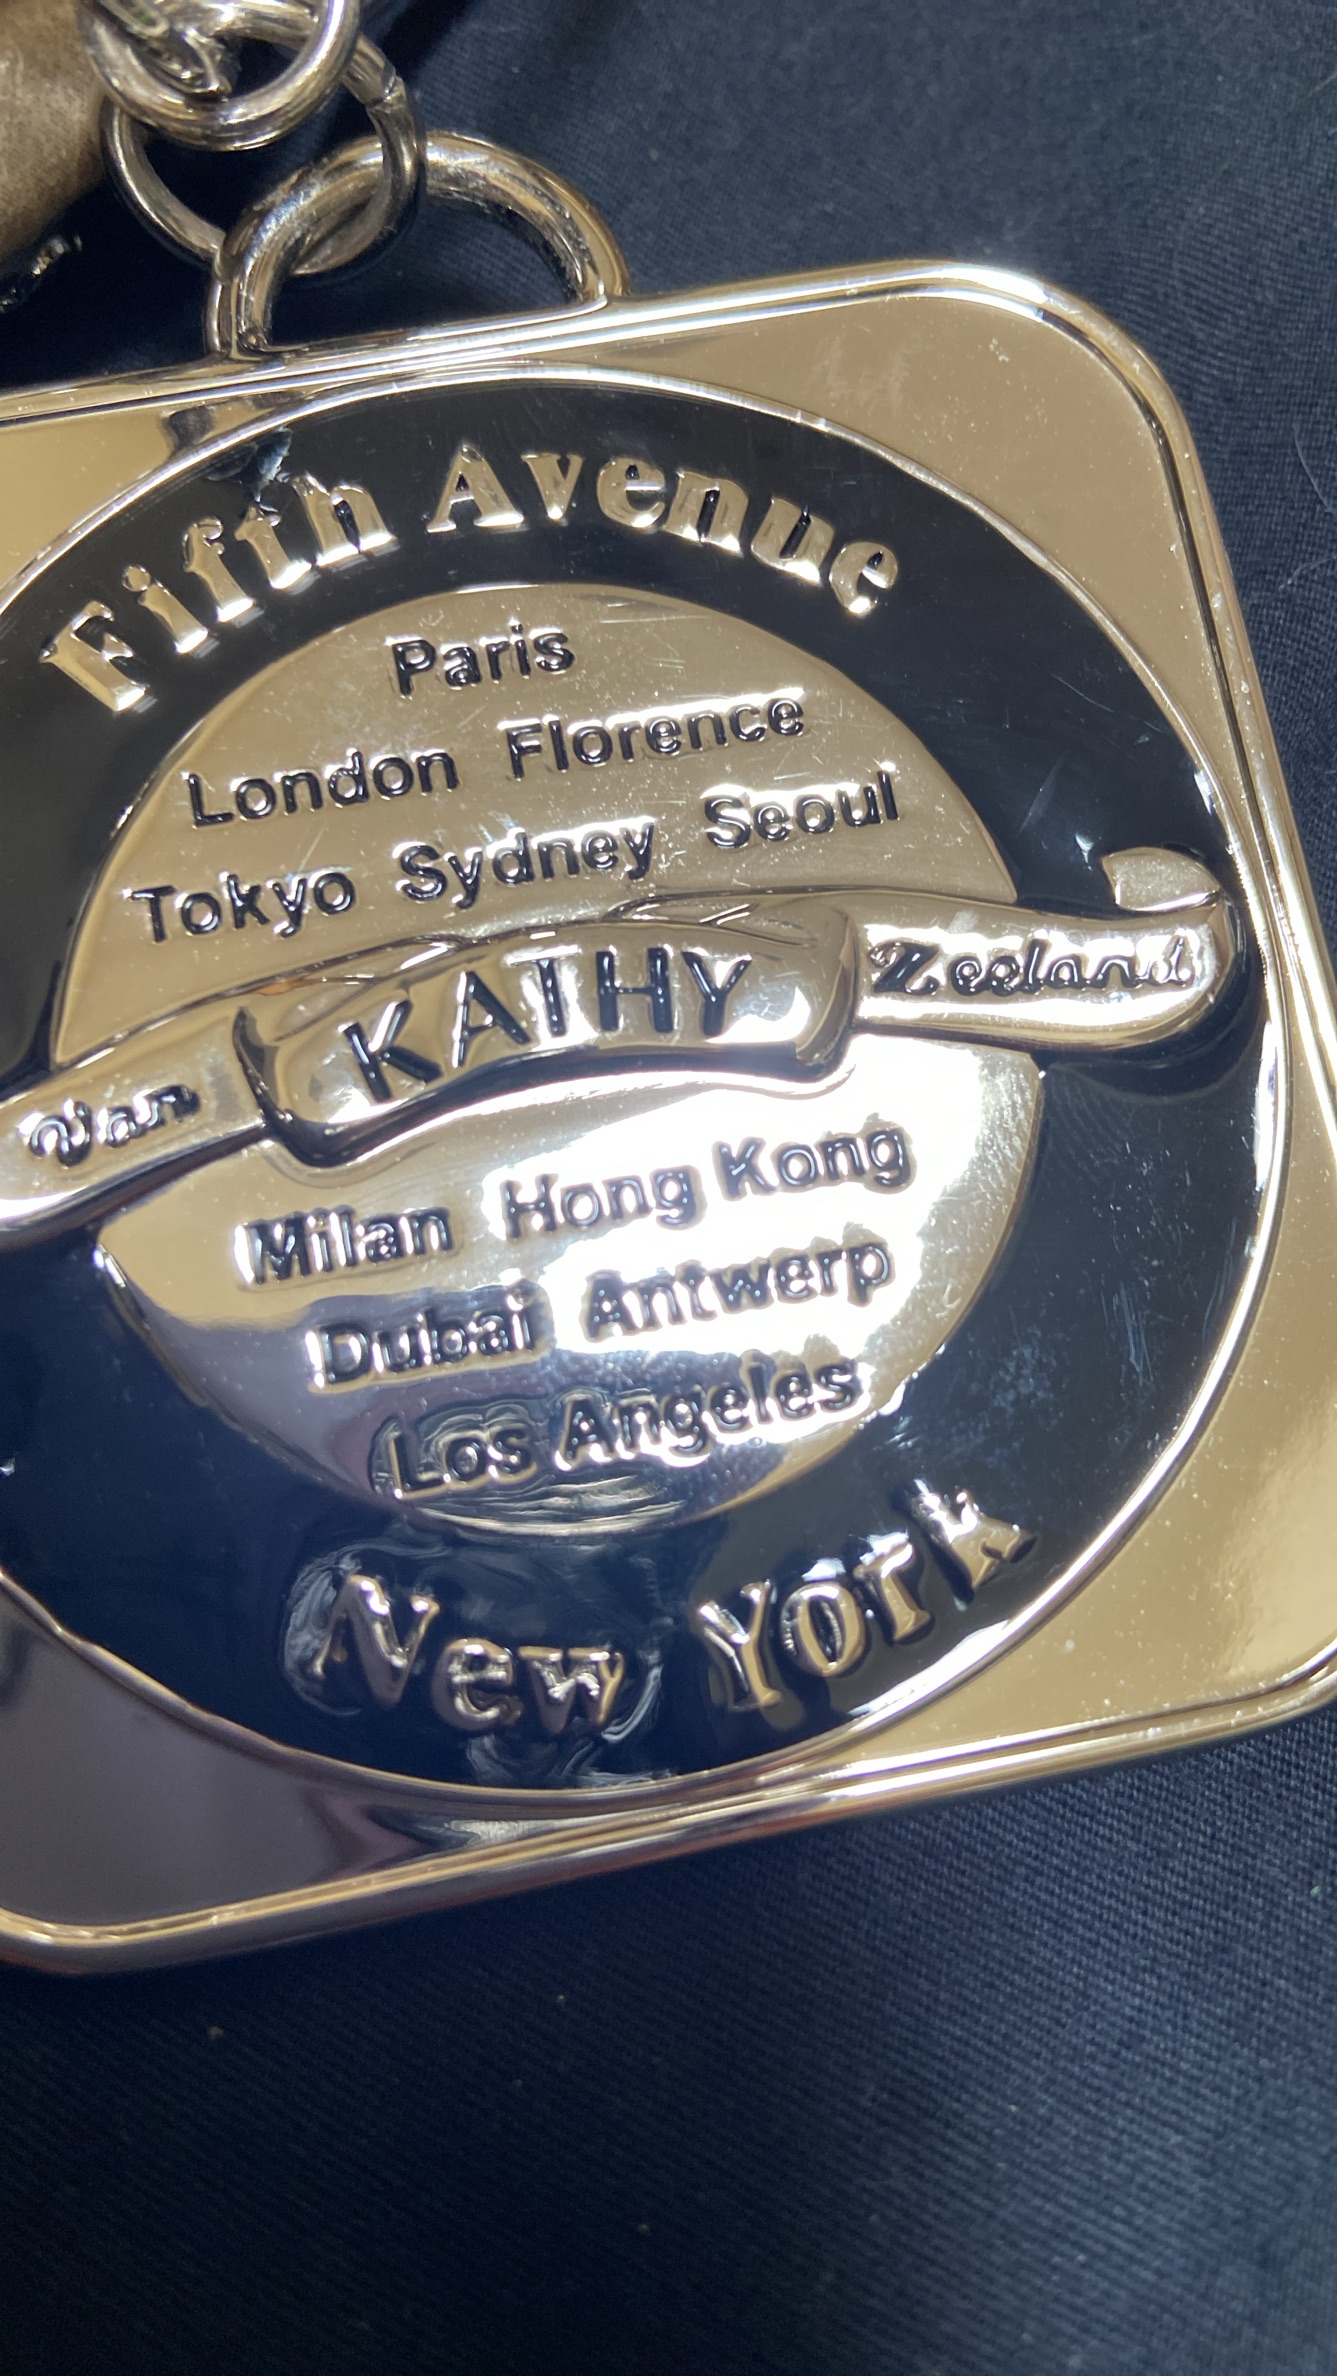 Fifth Avenue
Paris
London Florence
Tokyo Sydney Seoul
Van KATHY Zeeland
Milan Hong Kong
Dubai Antwerp
Los Angeles
New York